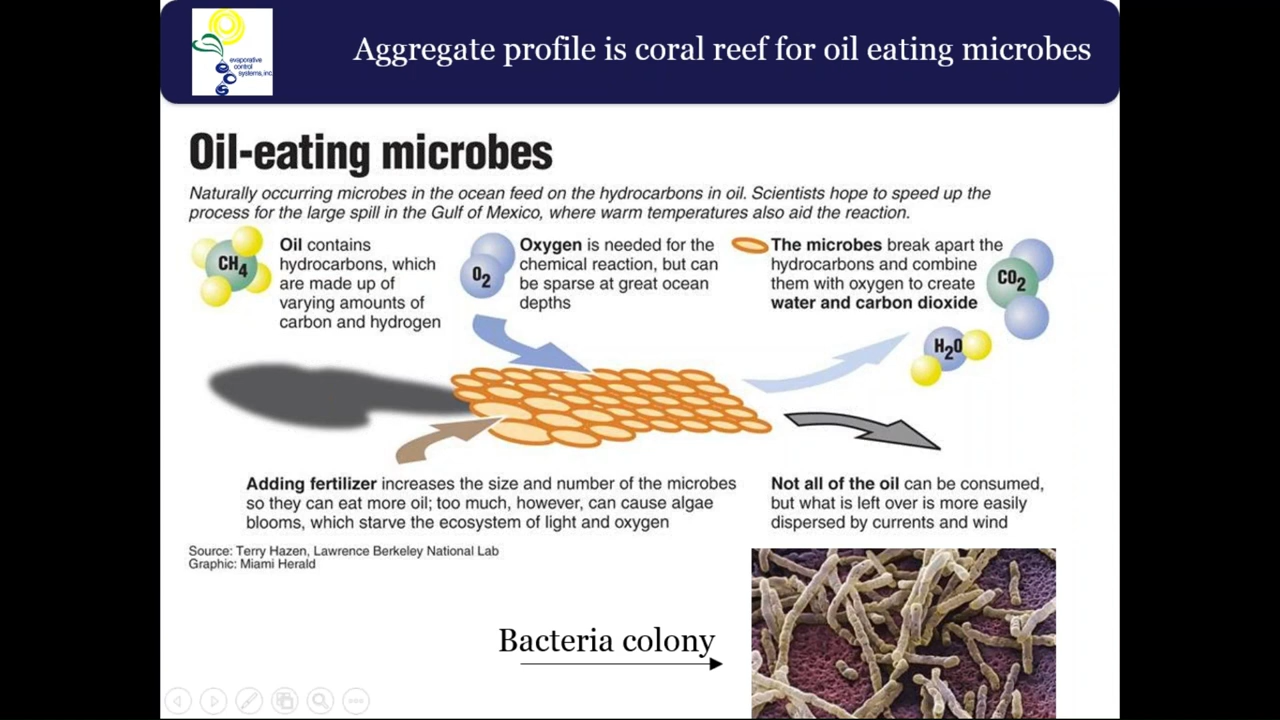 evaporative
control
systems, inc.
Aggregate profile is coral reef for oil eating microbes
Oil-eating microbes
Naturally occurring microbes in the ocean feed on the hydrocarbons in oil. Scientists hope to speed up the
process for the large spill in the Gulf of Mexico, where warm temperatures also aid the reaction.
CH4
Oil contains
hydrocarbons, which
are made up of
varying amounts of
carbon and hydrogen
O2
Oxygen is needed for the
chemical reaction, but can
be sparse at great ocean
depths
The microbes break apart the
hydrocarbons and combine
them with oxygen to create
water and carbon dioxide
CO2
H2O
Adding fertilizer increases the size and number of the microbes
so they can eat more oil; too much, however, can cause algae
blooms, which starve the ecosystem of light and oxygen
Not all of the oil can be consumed,
but what is left over is more easily
dispersed by currents and wind
Source: Terry Hazen, Lawrence Berkeley National Lab
Graphic: Miami Herald
Bacteria colony